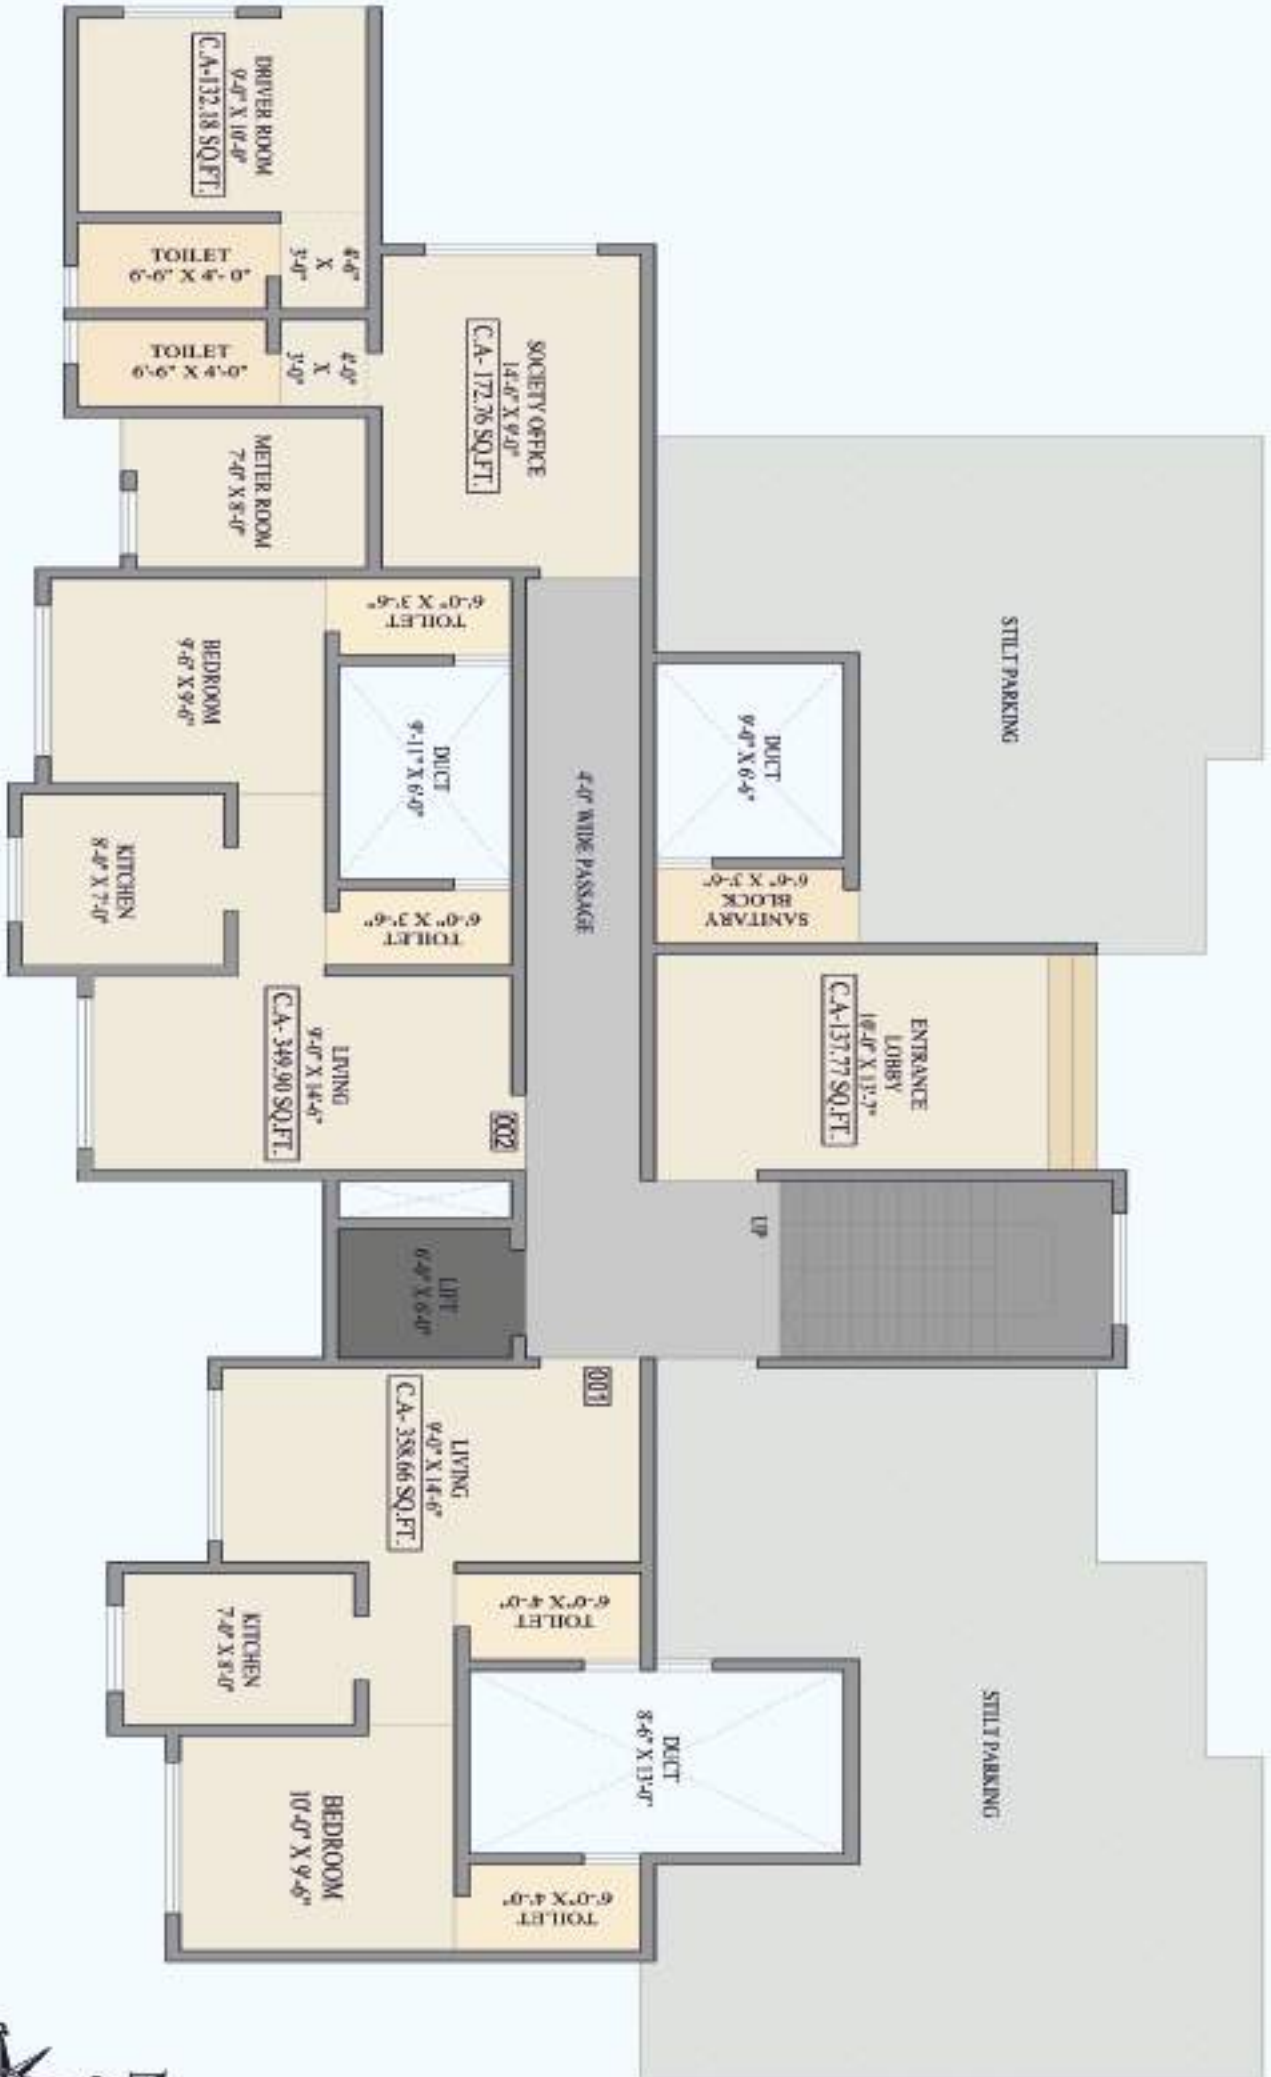 DRIVER ROOM
9'-0" X 10'-0"
C.A-132.18 SQ.FT.
TOILET
6'-6" X 4'- 0"
4'-6"
X
3'-0"
TOILET
6'-6" X 4'-0"
4'-0"
X
3'-0"
SOCIETY OFFICE
14'-6" X 9'-0"
C.A- 172.76 SQ.FT.
METER ROOM
7'-0" X 8'-0"
STILT PARKING
TOILET
6'-0" X 3'-6"
BEDROOM
9'-6" X 9'-6"
DUCT
9'-11" X 6'-0"
DUCT
9'-0" X 6'-6"
4'-0" WIDE PASSAGE
KITCHEN
8'-0" X 7'-0"
TOILET
6'-0" X 3'-6"
SANITARY
BLOCK
6'-6" X 3'-6"
LIVING
9'-0" X 14'-6"
C.A- 349.90 SQ.FT.
002
ENTRANCE
LOBBY
10'-0" X 13'-7"
C.A-137.77 SQ.FT.
UP
LIFT
6'-0" X 6'-0"
001
LIVING
9'-0" X 14'-6"
C.A- 358.66 SQ.FT.
TOILET
6'-0" X 4'-0"
KITCHEN
7'-0" X 8'-0"
DUCT
8'-6" X 13'-0"
STILT PARKING
BEDROOM
10'-0" X 9'-6"
TOILET
6'-0" X 4'-0"